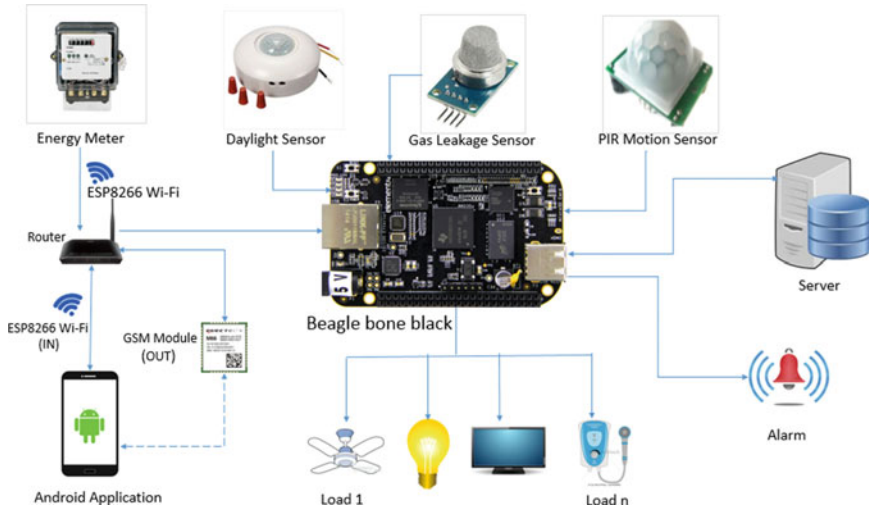 Energy Meter
Daylight Sensor
Gas Leakage Sensor
PIR Motion Sensor
ESP8266 Wi-Fi
Router
ESP8266 Wi-Fi
(IN)
GSM Module
(OUT)
5 V
Beagle bone black
Server
Alarm
Android Application
Load 1
Load n